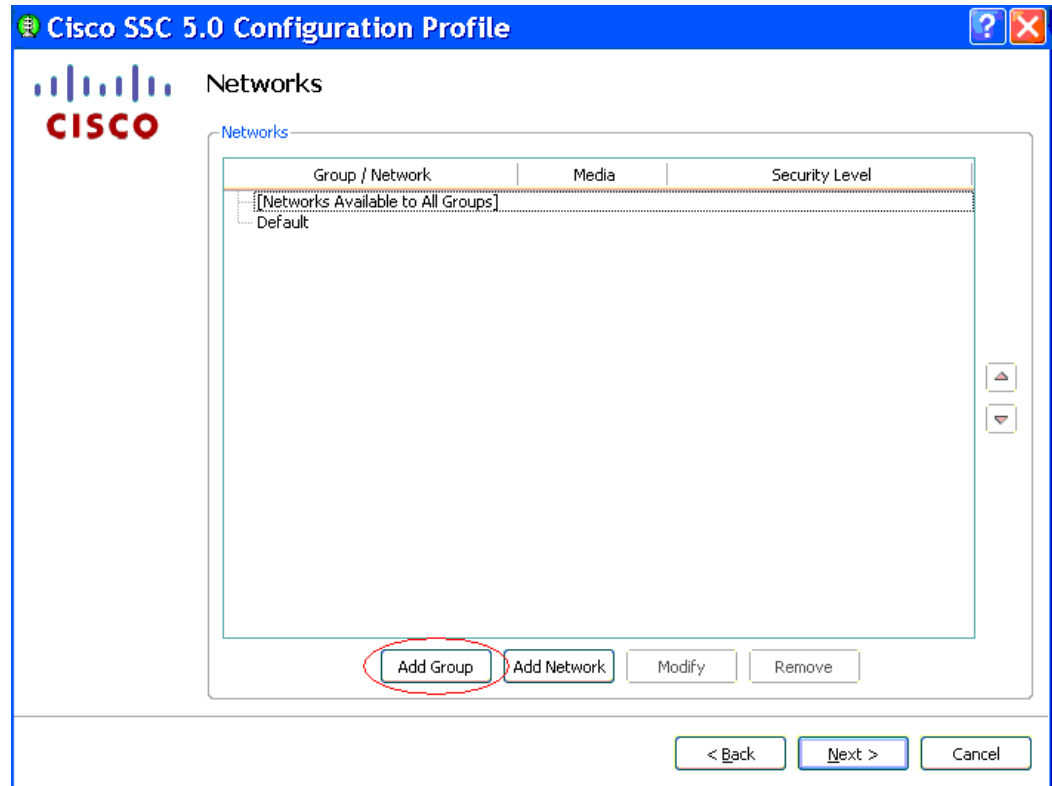 Cisco SSC 5.0 Configuration Profile
?
CISCO
Networks
Networks
Group / Network Media Security Level
[Networks Available to All Groups]
Default
Add Group Add Network Modify Remove
< Back Next > Cancel